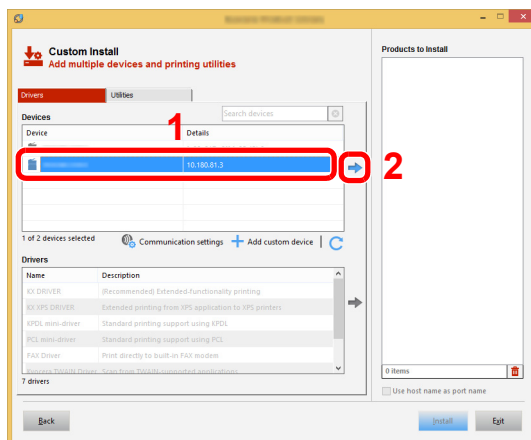 Custom Install
Add multiple devices and printing utilities
Products to Install
Drivers
Utilities
Devices
Search devices
1
Device
Details
10.180.81.3
2
1 of 2 devices selected
Communication settings
Add custom device
Drivers
Name
Description
KX DRIVER
(Recommended) Extended-functionality printing
KX XPS DRIVER
Extended printing from XPS application to XPS printers
KPDL mini-driver
Standard printing support using KPDL
PCL mini-driver
Standard printing support using PCL
FAX Driver
Print directly to built-in FAX modem
Kyocera TWAIN Driver
Scan from TWAIN-supported applications
7 drivers
0 items
Use host name as port name
Back
Install
Exit